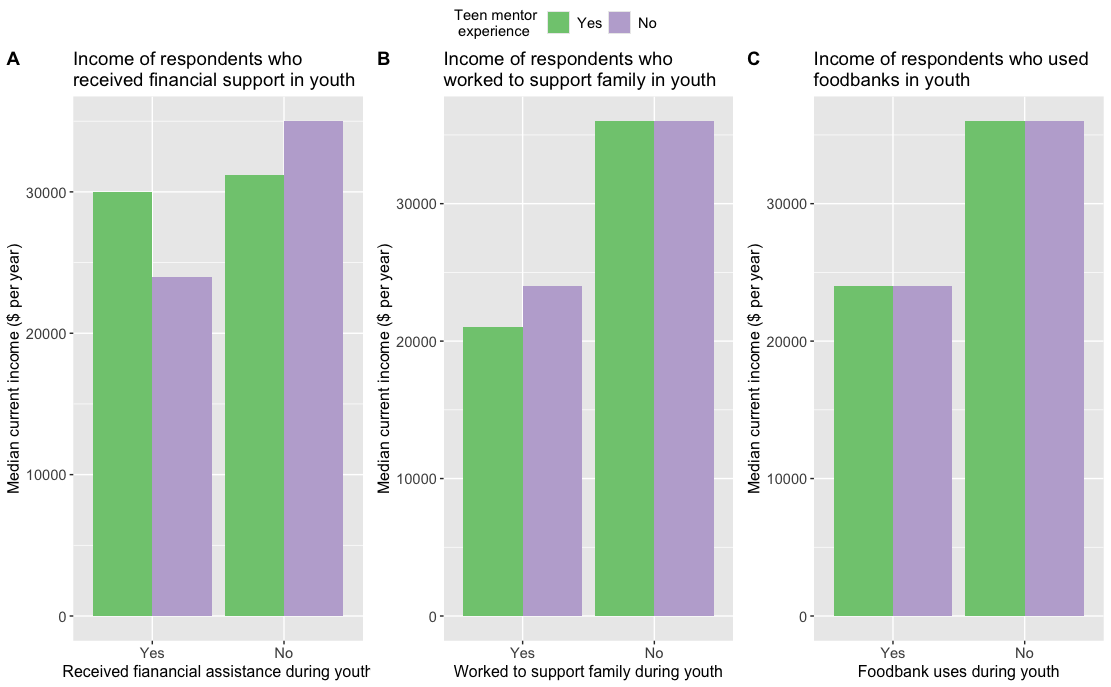 Teen mentor
experience
Yes
No
A
Income of respondents who
received financial support in youth
Median current income ($ per year)
30000
20000
10000
0
Yes
No
Received fianancial assistance during youth
B
Income of respondents who
worked to support family in youth
Median current income ($ per year)
30000
20000
10000
0
Yes
No
Worked to support family during youth
C
Income of respondents who used
foodbanks in youth
Median current income ($ per year)
30000
20000
10000
0
Yes
No
Foodbank uses during youth